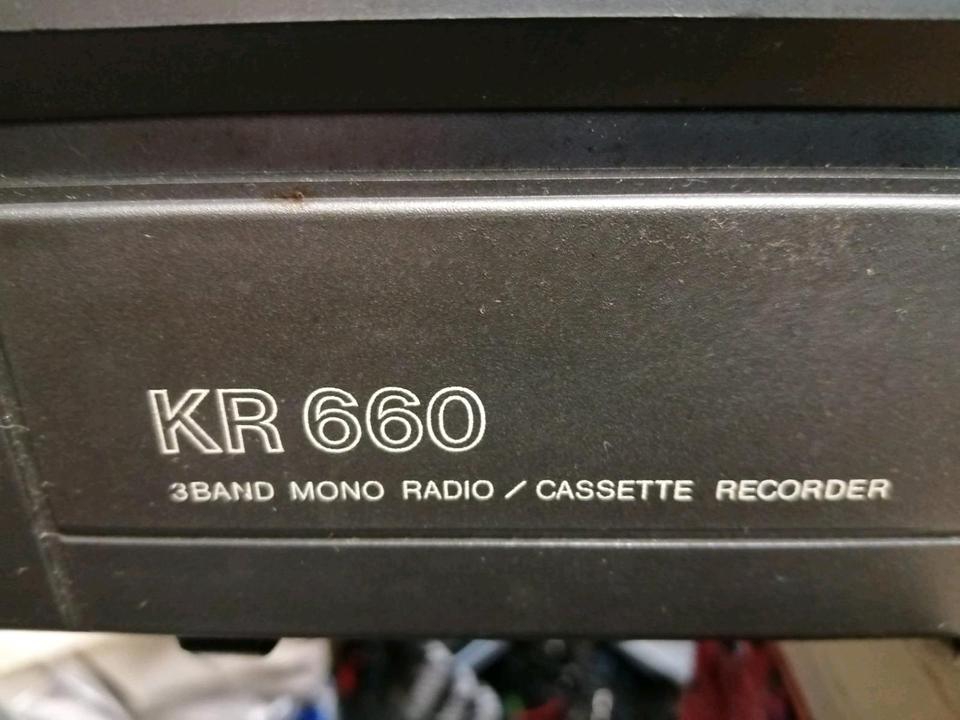 KR 660
3BAND MONO RADIO / CASSETTE RECORDER